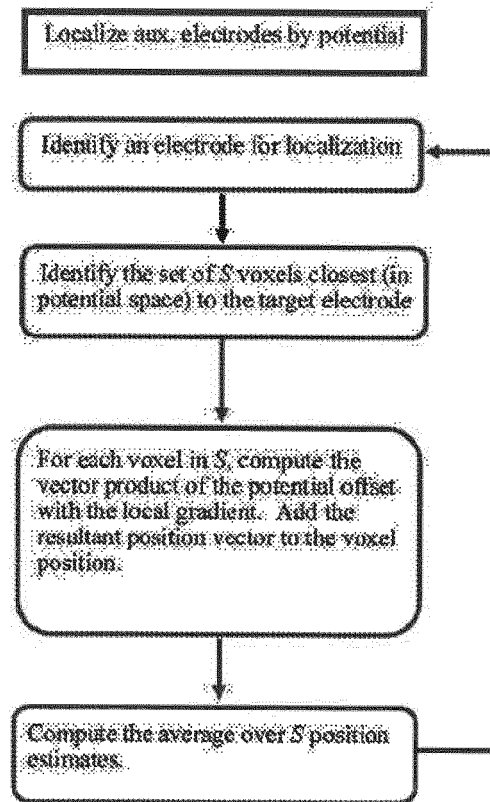 Localize aux. electrodes by potential
Identify an electrode for localization
Identify the set of S voxels closest (in
potential space) to the target electrode
For each voxel in S, compute the
vector product of the potential offset
with the local gradient. Add the
resultant position vector to the voxel
position.
Compute the average over S position
estimates.